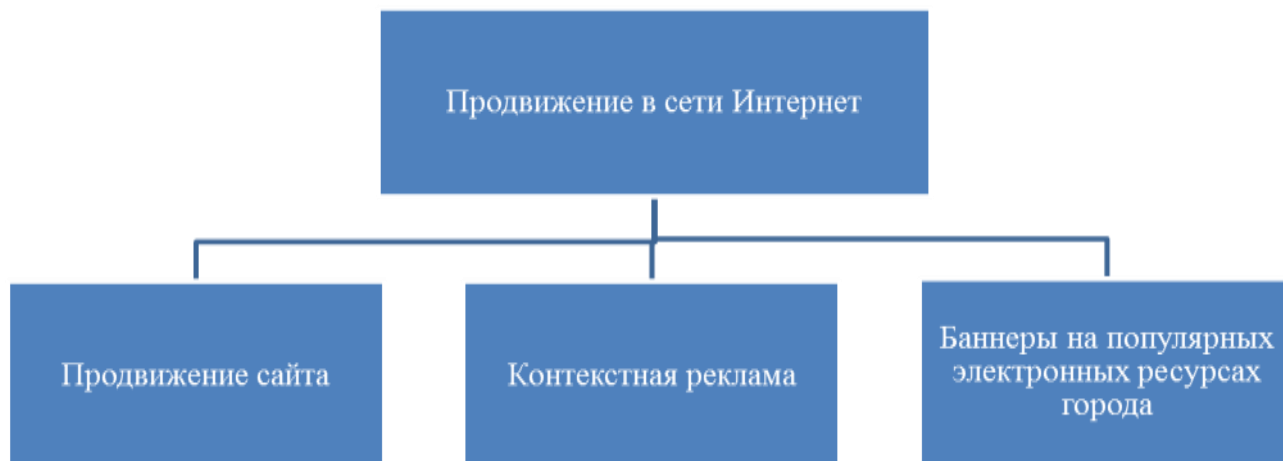 Продвижение в сети Интернет
Продвижение сайта
Контекстная реклама
Баннеры на популярных
электронных ресурсах
города